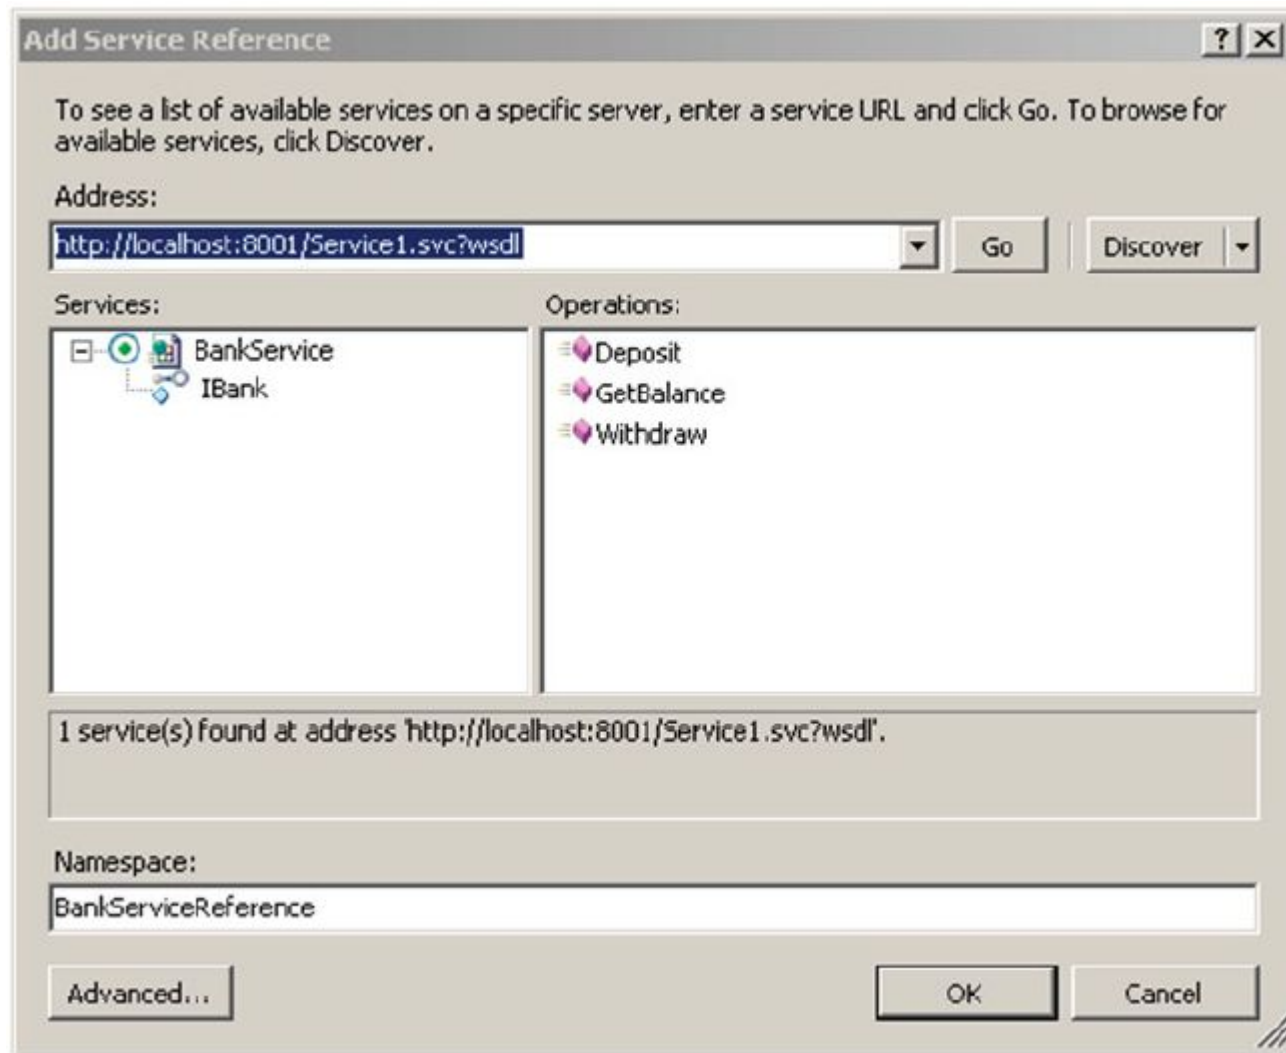 Add Service Reference
?
To see a list of available services on a specific server, enter a service URL and click Go. To browse for
available services, click Discover.
Address:
http://localhost:8001/Service1.svc?wsdl
Go
Discover
Services:
Operations:
BankService
IBank
Deposit
GetBalance
Withdraw
1 service(s) found at address 'http://localhost:8001/Service1.svc?wsdl'.
Namespace:
BankServiceReference
Advanced...
OK
Cancel